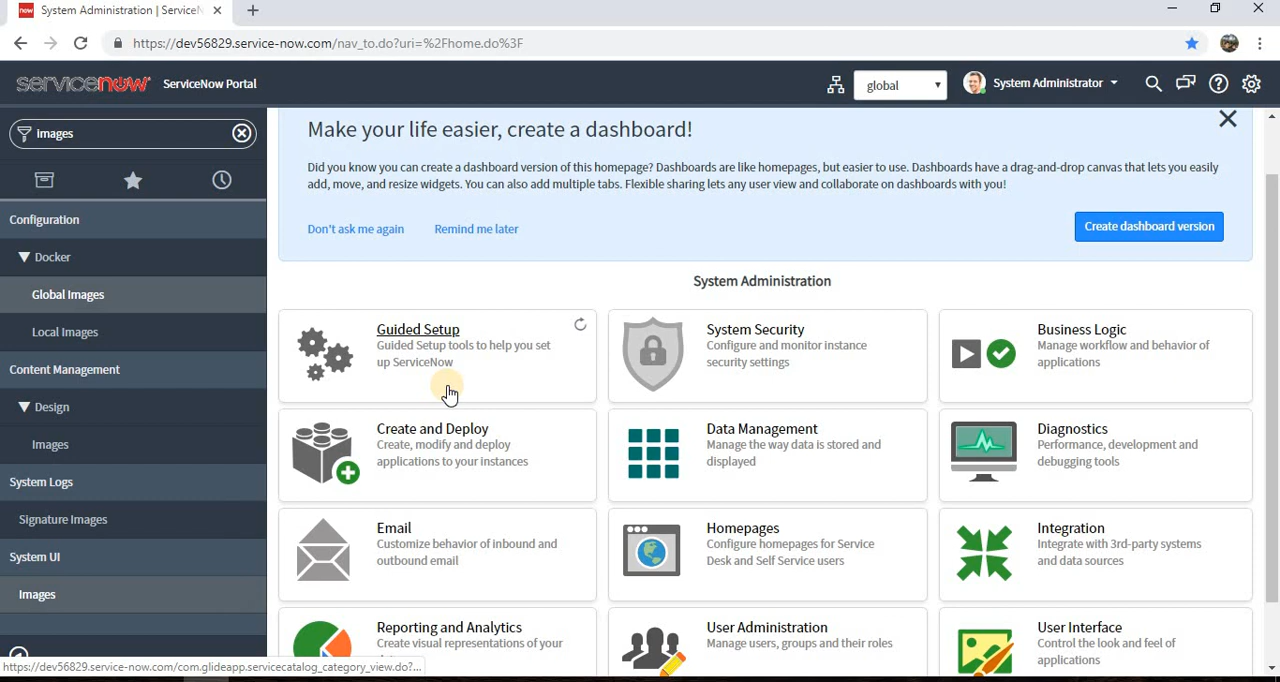 now System Administration | Service
https://dev56829.service-now.com/nav_to.do?uri=%2Fhome.do%3F
servicenow ServiceNow Portal
global
System Administrator
Images
Configuration
Docker
Global Images
Local Images
Content Management
Design
Images
System Logs
Signature Images
System UI
Images
Make your life easier, create a dashboard!
Did you know you can create a dashboard version of this homepage? Dashboards are like homepages, but easier to use. Dashboards have a drag-and-drop canvas that lets you easily
add, move, and resize widgets. You can also add multiple tabs. Flexible sharing lets any user view and collaborate on dashboards with you!
Don't ask me again Remind me later Create dashboard version
System Administration
Guided Setup
Guided Setup tools to help you set
up ServiceNow
System Security
Configure and monitor instance
security settings
Business Logic
Manage workflow and behavior of
applications
Create and Deploy
Create, modify and deploy
applications to your instances
Data Management
Manage the way data is stored and
displayed
Diagnostics
Performance, development and
debugging tools
Email
Customize behavior of inbound and
outbound email
Homepages
Configure homepages for Service
Desk and Self Service users
Integration
Integrate with 3rd-party systems
and data sources
Reporting and Analytics
Create visual representations of your
User Administration
Manage users, groups and their roles
User Interface
Control the look and feel of
applications
https://dev56829.service-now.com/com.glideapp.servicecatalog_category_view.do?...